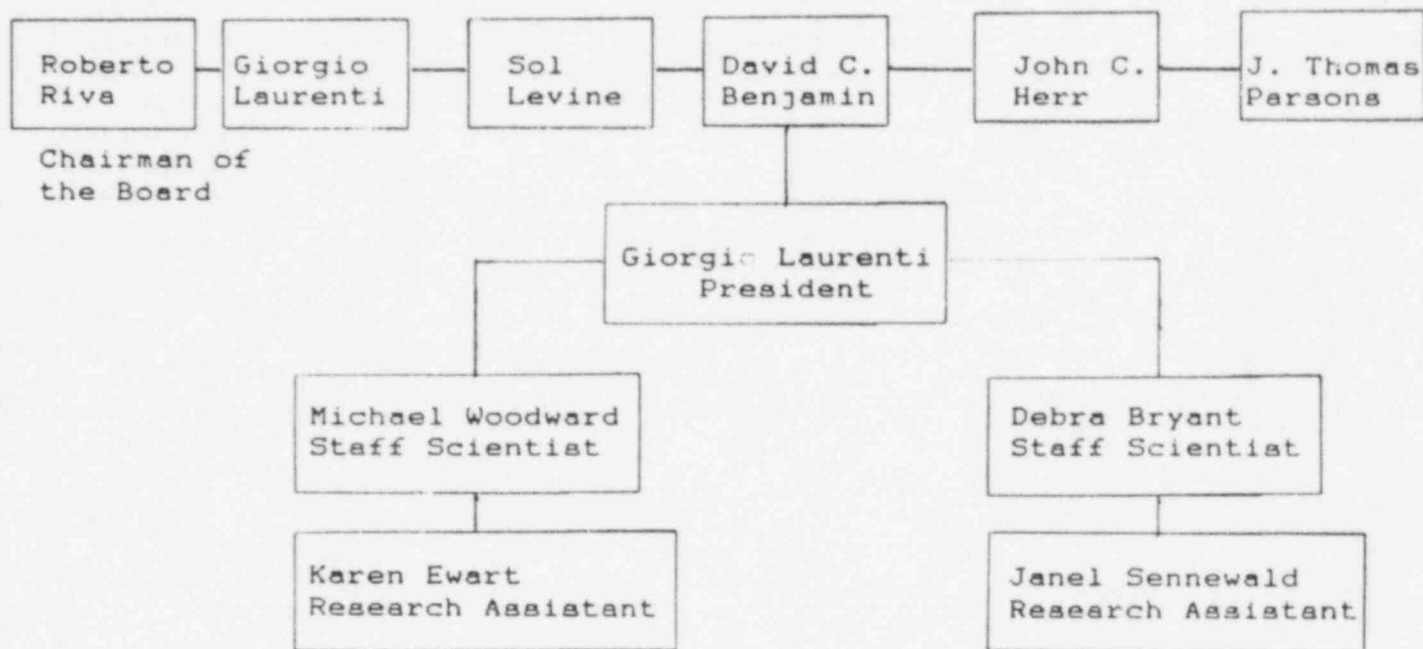 Roberto
Riva
Giorgio
Laurenti
Sol
Levine
David C.
Benjamin
John C.
Herr
J. Thomas
Parsons
Chairman of
the Board
Giorgio Laurenti
President
Michael Woodward
Staff Scientist
Debra Bryant
Staff Scientist
Karen Ewart
Research Assistant
Janel Sennewald
Research Assistant